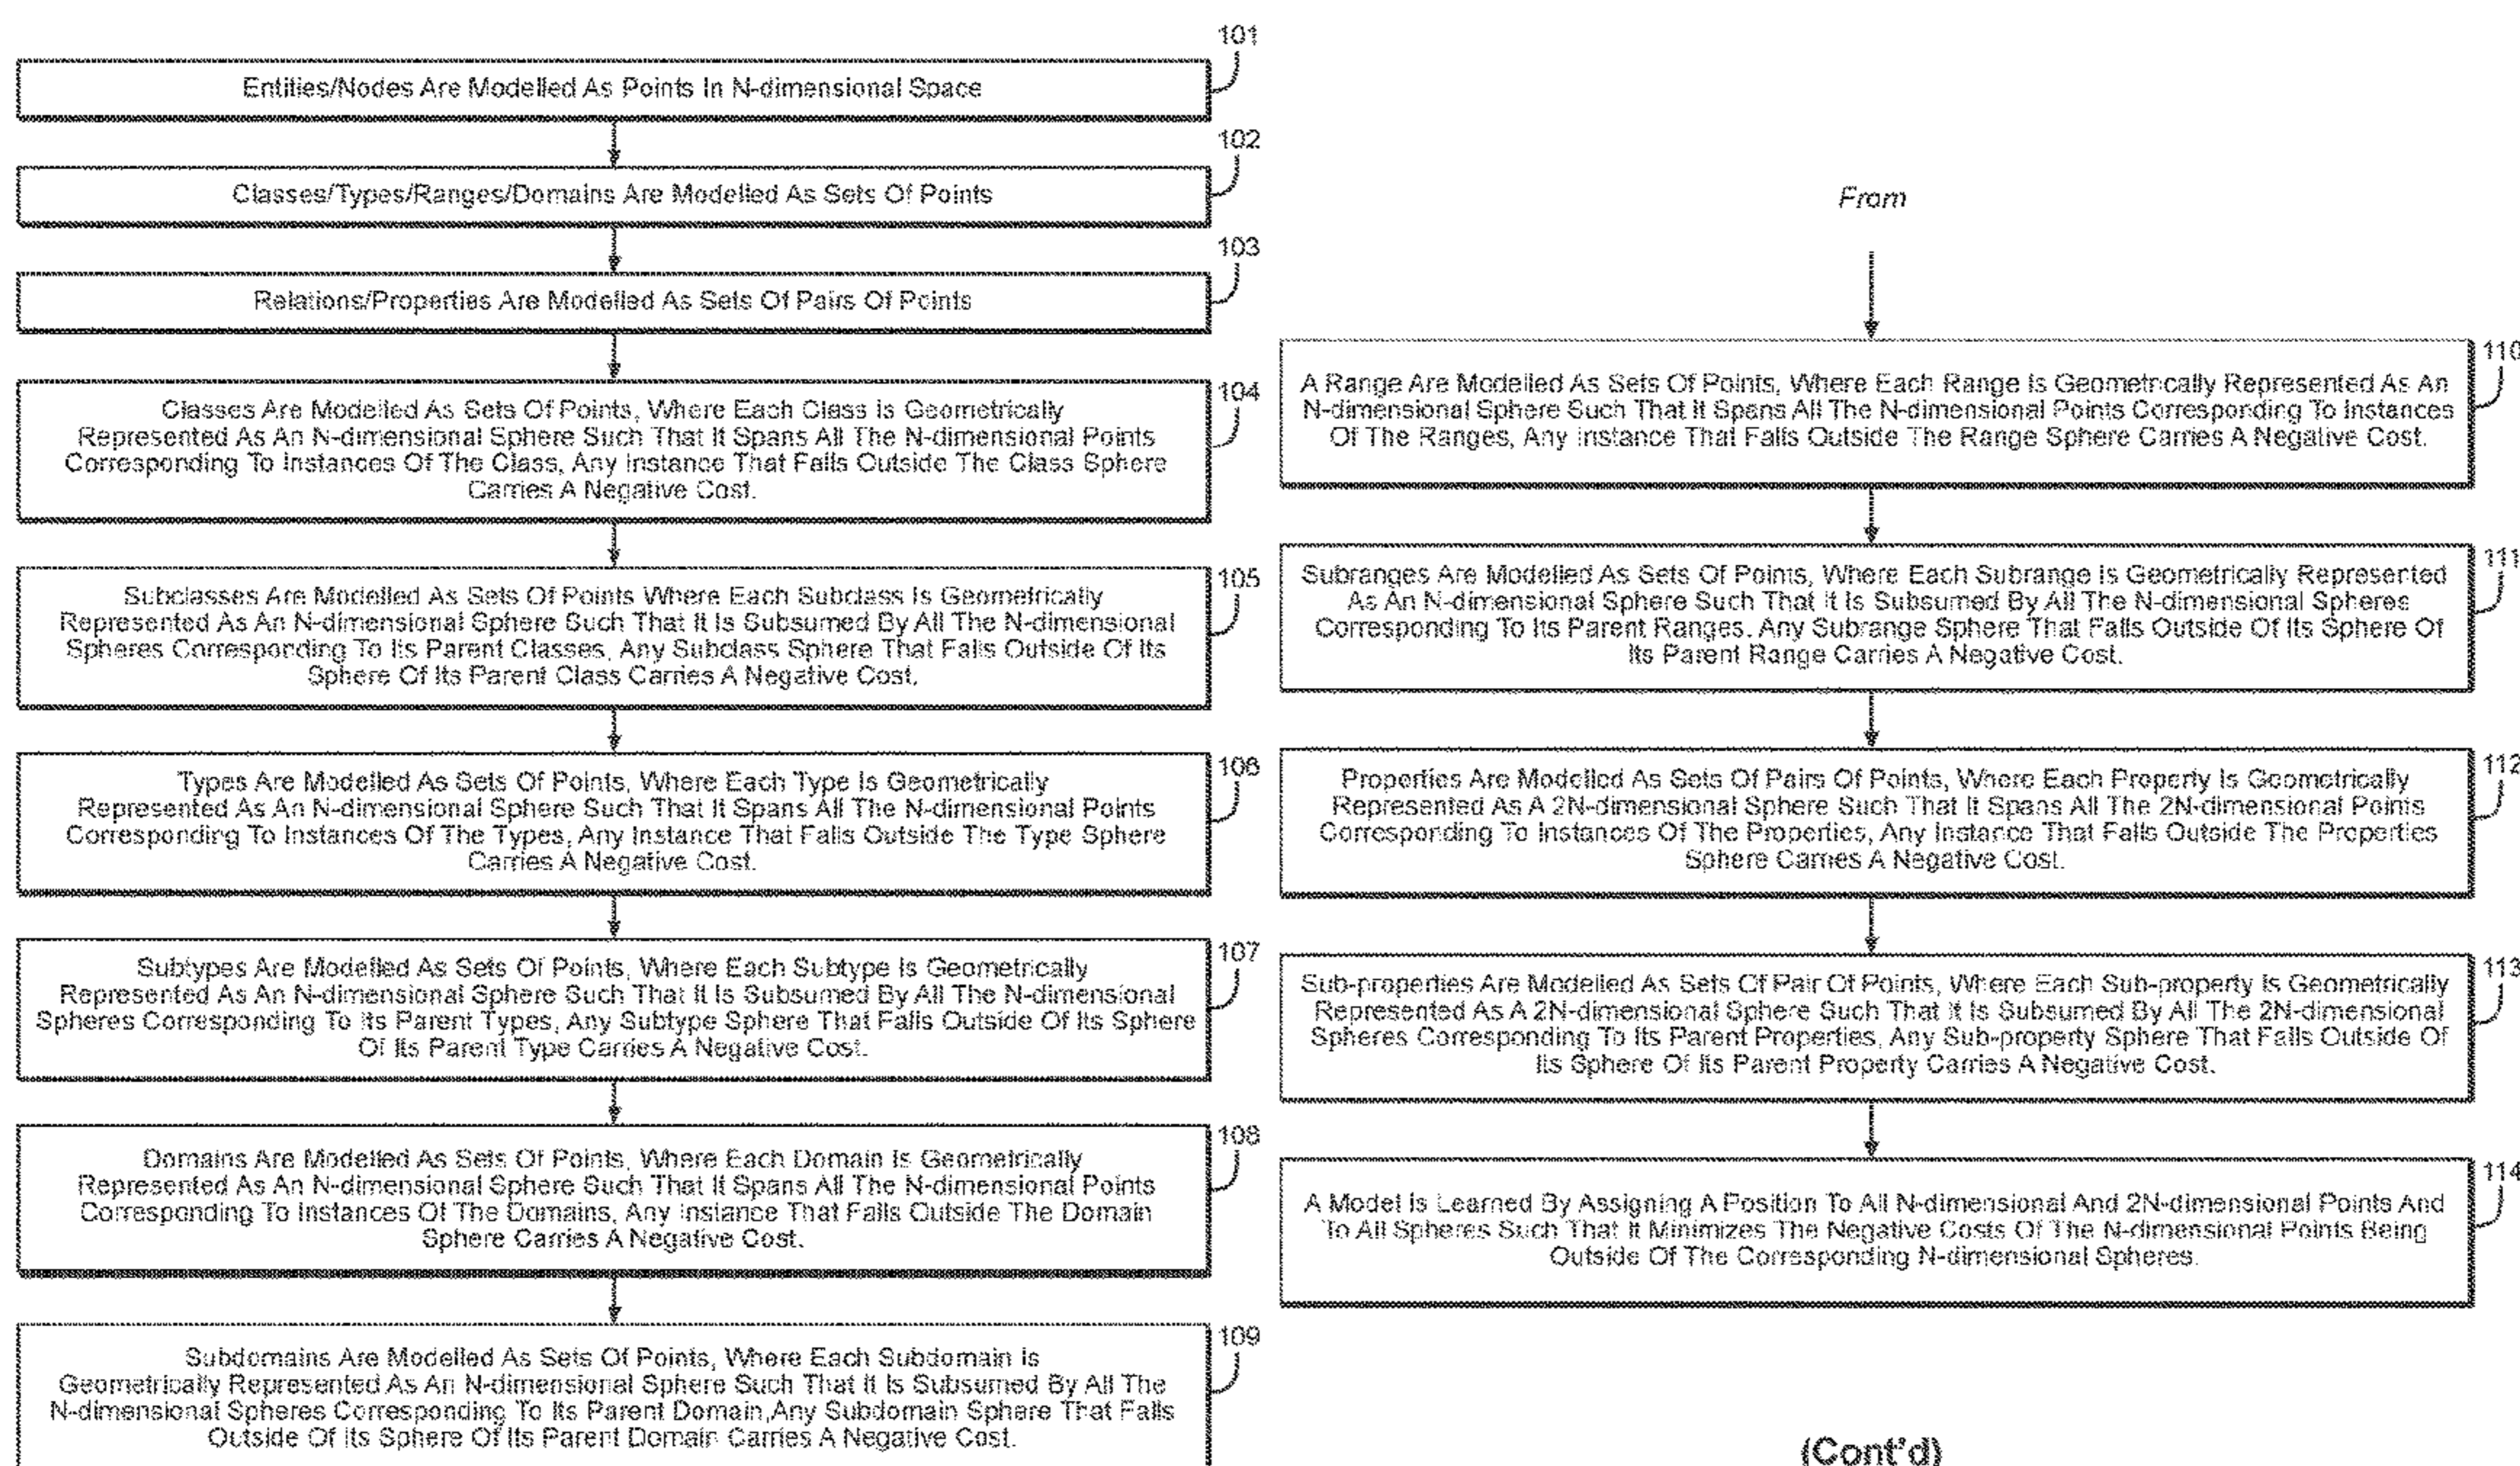 101
Entities/Nodes Are Modelled As Points In N-dimensional Space
102
Classes/Types/Ranges/Domains Are Modelled As Sets Of Points
103
Relations/Properties Are Modelled As Sets Of Pairs Of Points
104
Classes Are Modelled As Sets Of Points, Where Each Class Is Geometrically
Represented As An N-dimensional Sphere Such That It Spans All The N-dimensional Points
Corresponding To Instances Of The Class, Any Instance That Falls Outside The Class Sphere
Carries A Negative Cost.
105
Subclasses Are Modelled As Sets Of Points Where Each Subclass Is Geometrically
Represented As An N-dimensional Sphere Such That It Is Subsumed By All The N-dimensional
Spheres Corresponding To Its Parent Classes, Any Subclass Sphere That Falls Outside Of Its
Sphere Of Its Parent Class Carries A Negative Cost.
106
Types Are Modelled As Sets Of Points, Where Each Type Is Geometrically
Represented As An N-dimensional Sphere Such That It Spans All The N-dimensional Points
Corresponding To Instances Of The Types, Any Instance That Falls Outside The Type Sphere
Carries A Negative Cost.
107
Subtypes Are Modelled As Sets Of Points, Where Each Subtype Is Geometrically
Represented As An N-dimensional Sphere Such That It Is Subsumed By All The N-dimensional
Spheres Corresponding To Its Parent Types, Any Subtype Sphere That Falls Outside Of Its Sphere
Of Its Parent Type Carries A Negative Cost.
108
Domains Are Modelled As Sets Of Points, Where Each Domain Is Geometrically
Represented As An N-dimensional Sphere Such That It Spans All The N-dimensional Points
Corresponding To Instances Of The Domains, Any Instance That Falls Outside The Domain
Sphere Carries A Negative Cost.
109
Subdomains Are Modelled As Sets Of Points, Where Each Subdomain Is
Geometrically Represented As An N-dimensional Sphere Such That It Is Subsumed By All The
N-dimensional Spheres Corresponding To Its Parent Domain,Any Subdomain Sphere That Falls
Outside Of Its Sphere Of Its Parent Domain Carries A Negative Cost.
From
110
A Range Are Modelled As Sets Of Points, Where Each Range Is Geometrically Represented As An
N-dimensional Sphere Such That It Spans All The N-dimensional Points Corresponding To Instances
Of The Ranges, Any Instance That Falls Outside The Range Sphere Carries A Negative Cost.
111
Subranges Are Modelled As Sets Of Points, Where Each Subrange Is Geometrically Represented
As An N-dimensional Sphere Such That It Is Subsumed By All The N-dimensional Spheres
Corresponding To Its Parent Ranges. Any Subrange Sphere That Falls Outside Of Its Sphere Of
Its Parent Range Carries A Negative Cost.
112
Properties Are Modelled As Sets Of Pairs Of Points, Where Each Property Is Geometrically
Represented As A 2N-dimensional Sphere Such That It Spans All The 2N-dimensional Points
Corresponding To Instances Of The Properties, Any Instance That Falls Outside The Properties
Sphere Carries A Negative Cost.
113
Sub-properties Are Modelled As Sets Of Pair Of Points, Where Each Sub-property Is Geometrically
Represented As A 2N-dimensional Sphere Such That It Is Subsumed By All The 2N-dimensional
Spheres Corresponding To Its Parent Properties, Any Sub-property Sphere That Falls Outside Of
Its Sphere Of Its Parent Property Carries A Negative Cost.
114
A Model Is Learned By Assigning A Position To All N-dimensional And 2N-dimensional Points And
To All Spheres Such That It Minimizes The Negative Costs Of The N-dimensional Points Being
Outside Of The Corresponding N-dimensional Spheres.
(Cont'd)